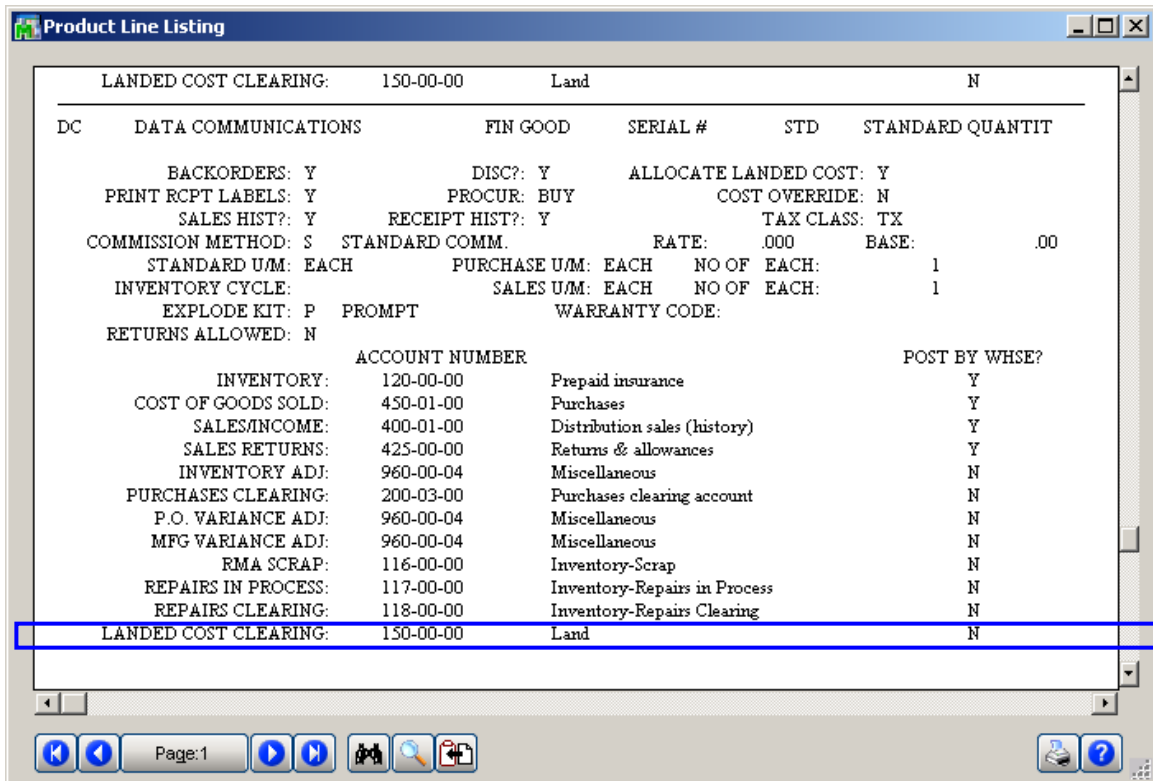 Product Line Listing
LANDED COST CLEARING: 150-00-00 Land N
DC DATA COMMUNICATIONS FIN GOOD SERIAL # STD STANDARD QUANTIT
BACKORDERS: Y DISC?: Y ALLOCATE LANDED COST: Y
PRINT RCPT LABELS: Y PROCUR: BUY COST OVERRIDE: N
SALES HIST?: Y RECEIPT HIST?: Y TAX CLASS: TX
COMMISSION METHOD: S STANDARD COMM. RATE: .000 BASE: .00
STANDARD U/M: EACH PURCHASE U/M: EACH NO OF EACH: 1
INVENTORY CYCLE: SALES U/M: EACH NO OF EACH: 1
EXPLODE KIT: P PROMPT WARRANTY CODE:
RETURNS ALLOWED: N
ACCOUNT NUMBER POST BY WHSE?
INVENTORY: 120-00-00 Prepaid insurance Y
COST OF GOODS SOLD: 450-01-00 Purchases Y
SALES/INCOME: 400-01-00 Distribution sales (history) Y
SALES RETURNS: 425-00-00 Returns & allowances Y
INVENTORY ADJ: 960-00-04 Miscellaneous N
PURCHASES CLEARING: 200-03-00 Purchases clearing account N
P.O. VARIANCE ADJ: 960-00-04 Miscellaneous N
MFG VARIANCE ADJ: 960-00-04 Miscellaneous N
RMA SCRAP: 116-00-00 Inventory-Scrap N
REPAIRS IN PROCESS: 117-00-00 Inventory-Repairs in Process N
REPAIRS CLEARING: 118-00-00 Inventory-Repairs Clearing N
LANDED COST CLEARING: 150-00-00 Land N
Page:1